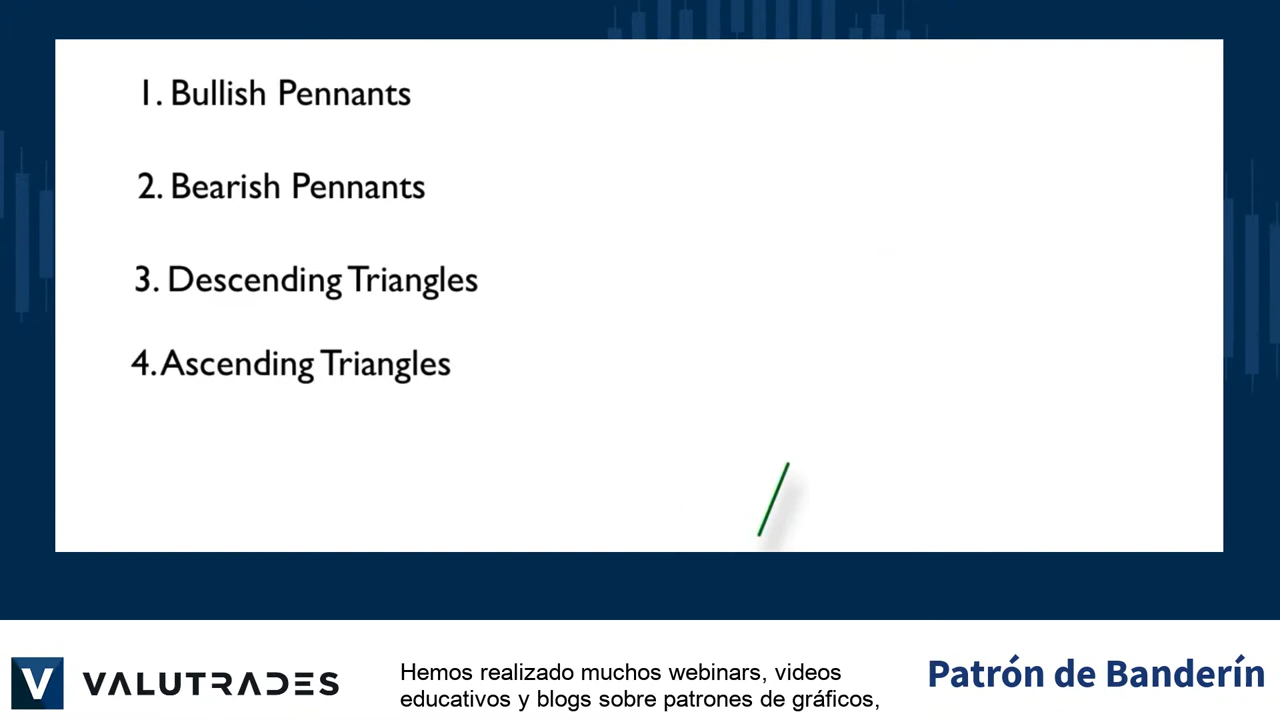 1. Bullish Pennants
2. Bearish Pennants
3. Descending Triangles
4. Ascending Triangles
V VALUTRADES
Hemos realizado muchos webinars, videos
educativos y blogs sobre patrones de gráficos,
Patrón de Banderín